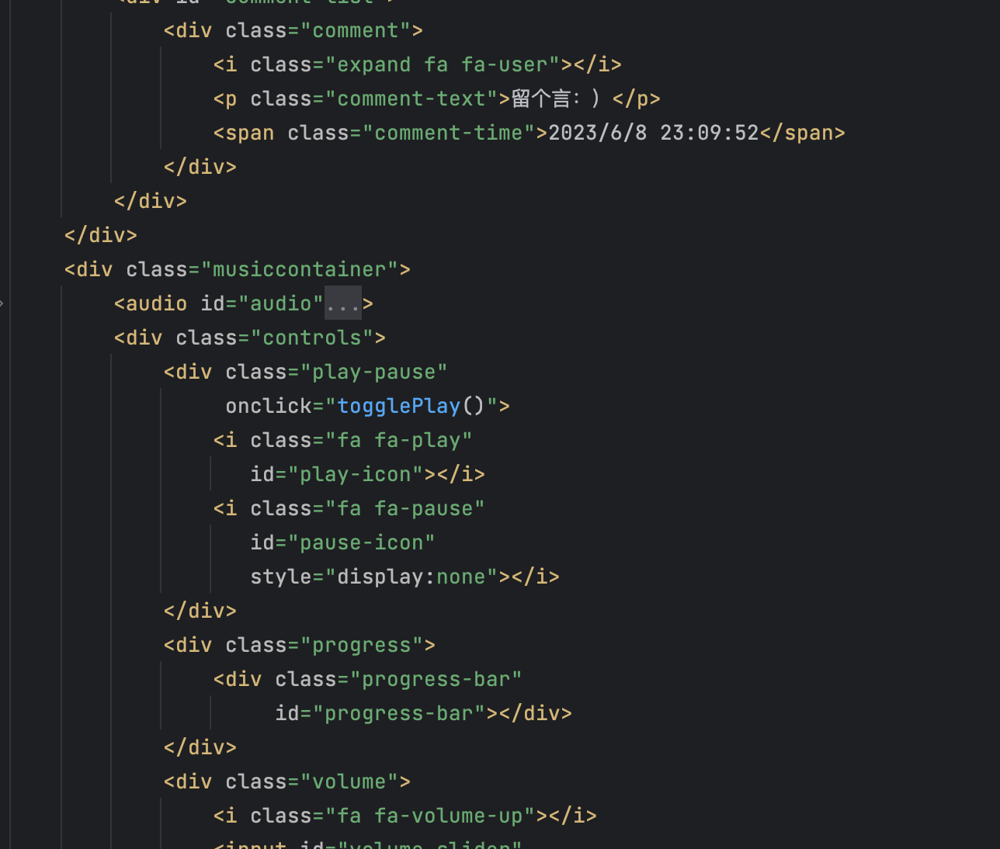 <div id="comment-list">
<div class="comment">
<i class="expand fa fa-user"></i>
<p class="comment-text">留个言：）</p>
<span class="comment-time">2023/6/8 23:09:52</span>
</div>
</div>
</div>
<div class="musiccontainer">
<audio id="audio"...>
<div class="controls">
<div class="play-pause"
onclick="togglePlay()">
<i class="fa fa-play"
id="play-icon"></i>
<i class="fa fa-pause"
id="pause-icon"
style="display:none"></i>
</div>
<div class="progress">
<div class="progress-bar"
id="progress-bar"></div>
</div>
<div class="volume">
<i class="fa fa-volume-up"></i>
<input id="volume-slider"